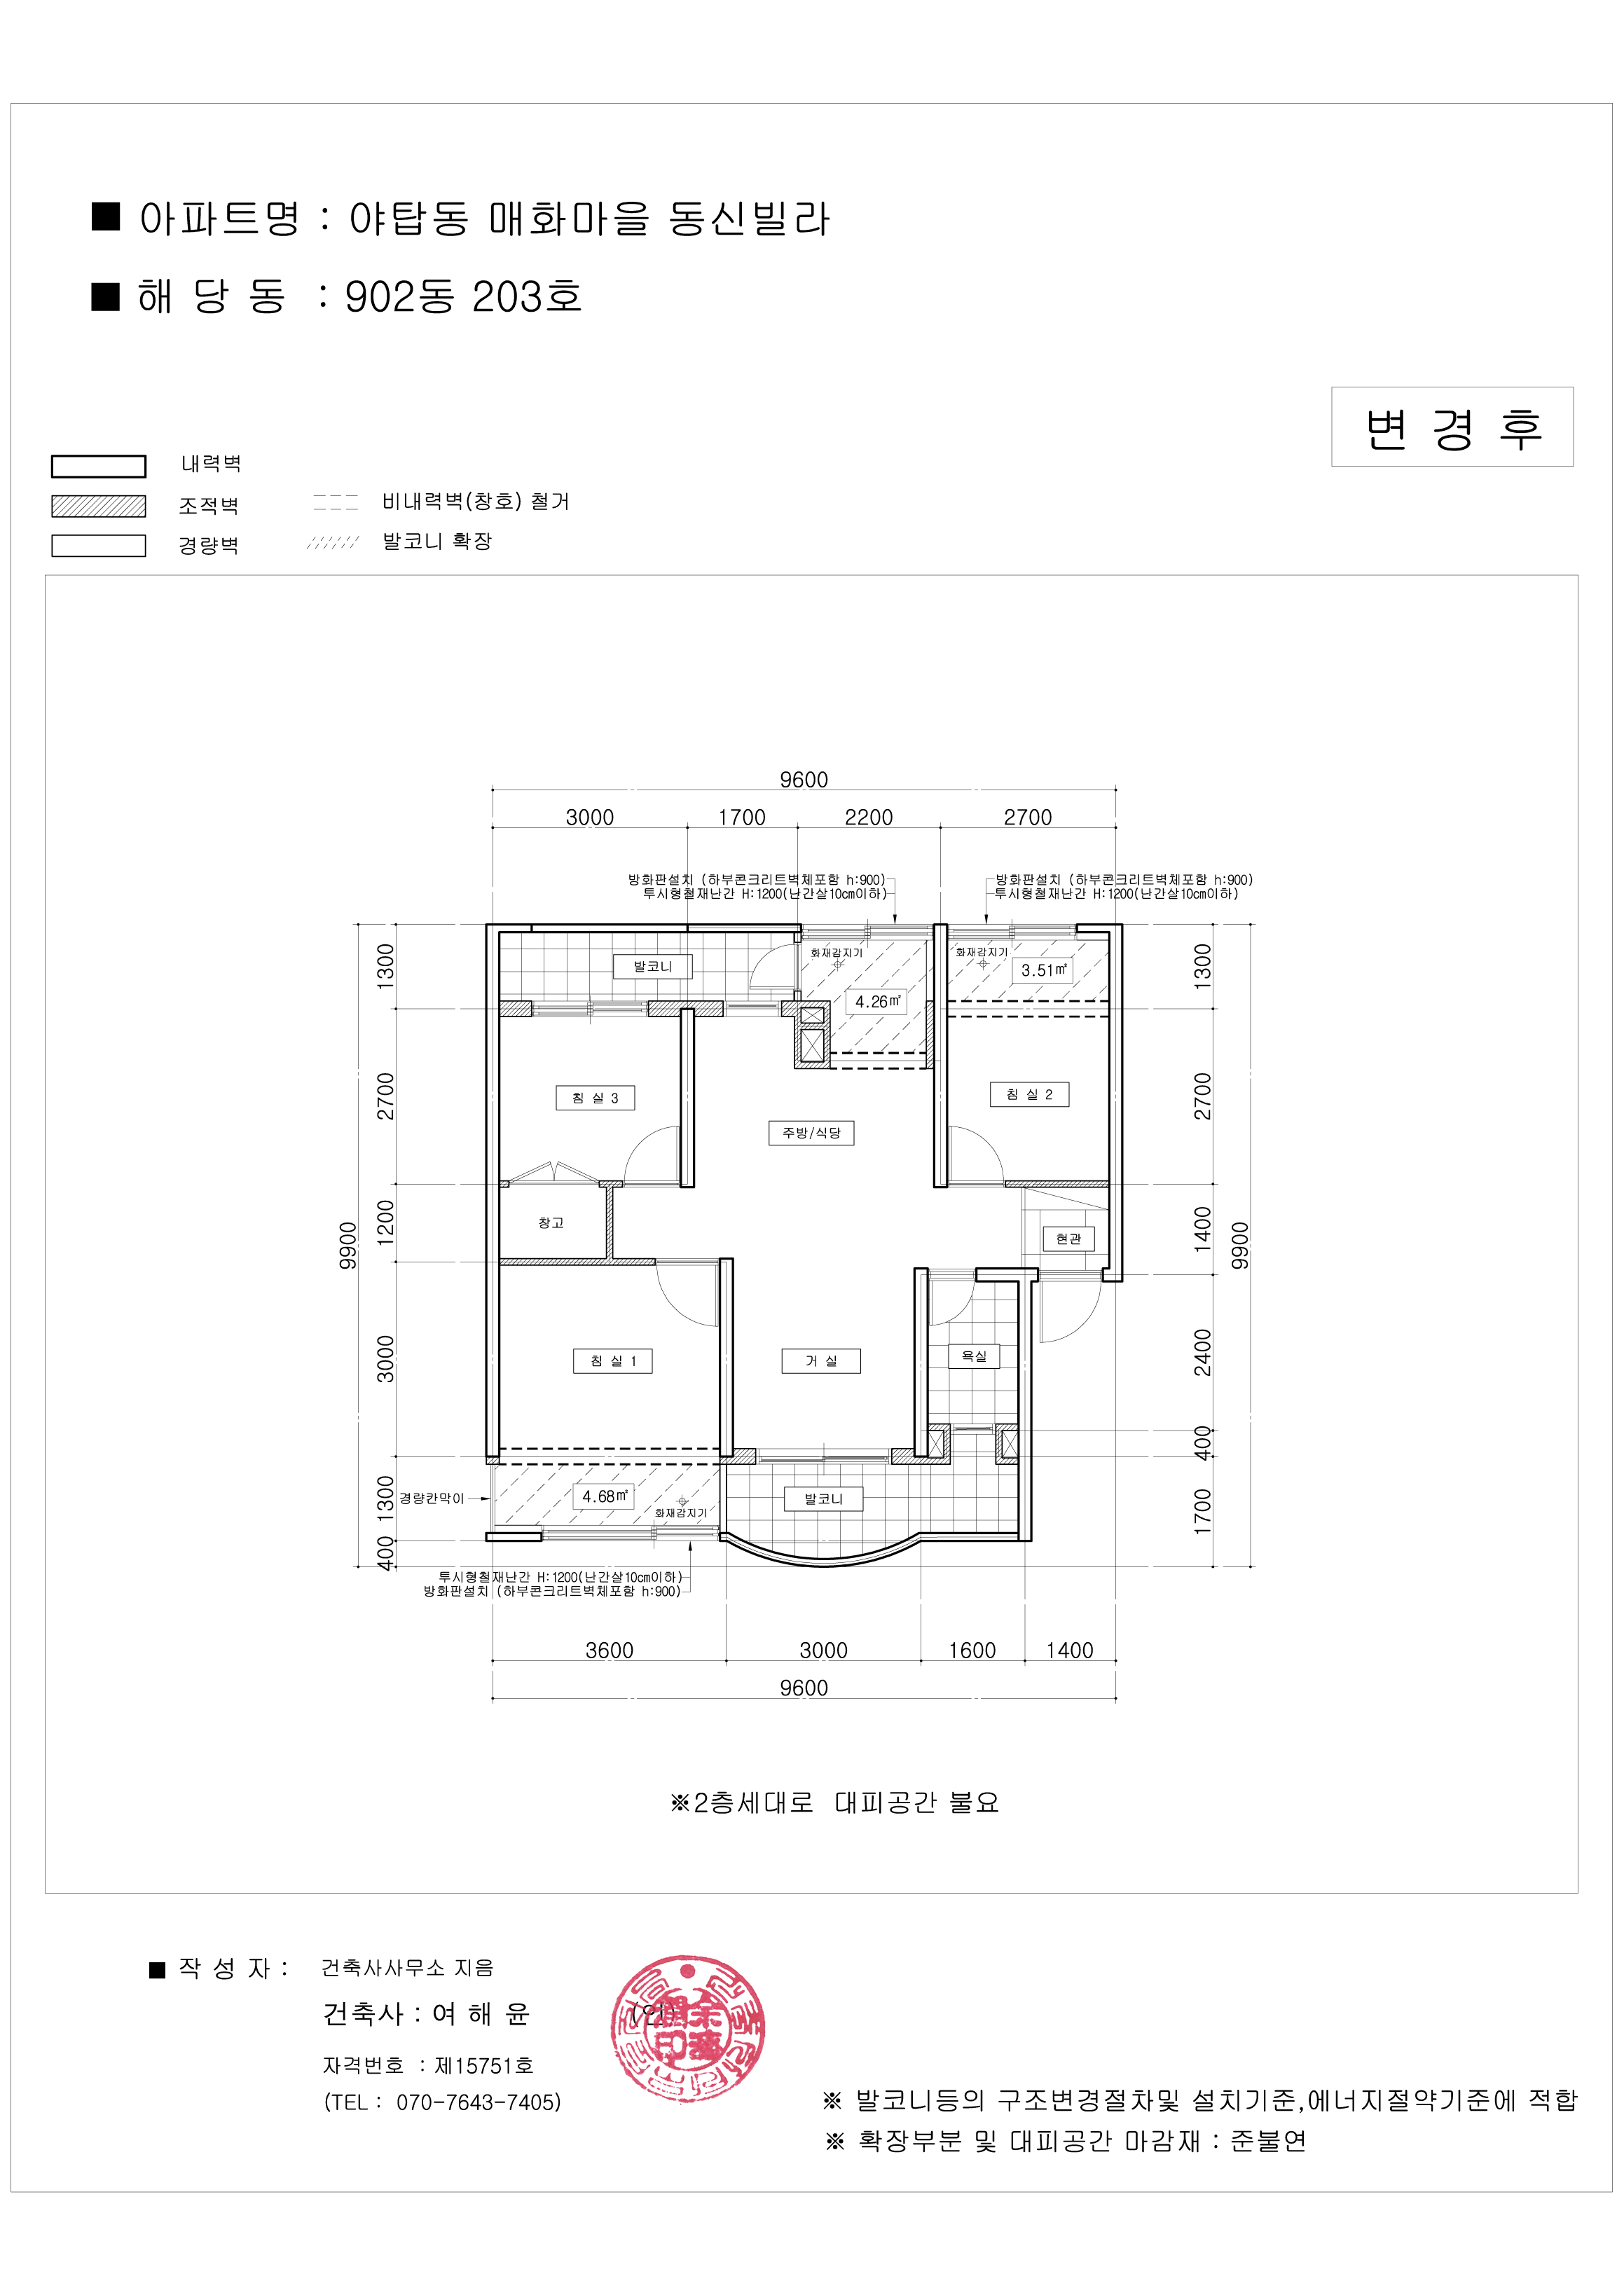 ■ 아파트명 : 야탑동 매화마을 동신빌라
■ 해 당 동 : 902동 203호
변 경 후
내력벽
조적벽
비내력벽(창호) 철거
경량벽
발코니 확장
9600
3000 1700 2200 2700
방화판설치 (하부콘크리트벽체포함 h:900)
투시형철재난간 H:1200(난간살10cm이하)
방화판설치 (하부콘크리트벽체포함 h:900)
투시형철재난간 H:1200(난간살10cm이하)
9900
1300
2700
1200
3000
1300
400
발코니
화재감지기
4.26㎡
화재감지기
3.51㎡
침 실 3
침 실 2
주방/식당
창고
현관
침 실 1
거 실
욕실
경량칸막이
4.68㎡
화재감지기
발코니
1300
2700
1400
2400
400
1700
9900
투시형철재난간 H:1200(난간살10cm이하)
방화판설치 (하부콘크리트벽체포함 h:900)
3600 3000 1600 1400
9600
※2층세대로 대피공간 불요
■ 작 성 자 : 건축사사무소 지음
건축사 : 여 해 윤 (인)
자격번호 : 제15751호
(TEL : 070-7643-7405)
※ 발코니등의 구조변경절차및 설치기준,에너지절약기준에 적합
※ 확장부분 및 대피공간 마감재 : 준불연